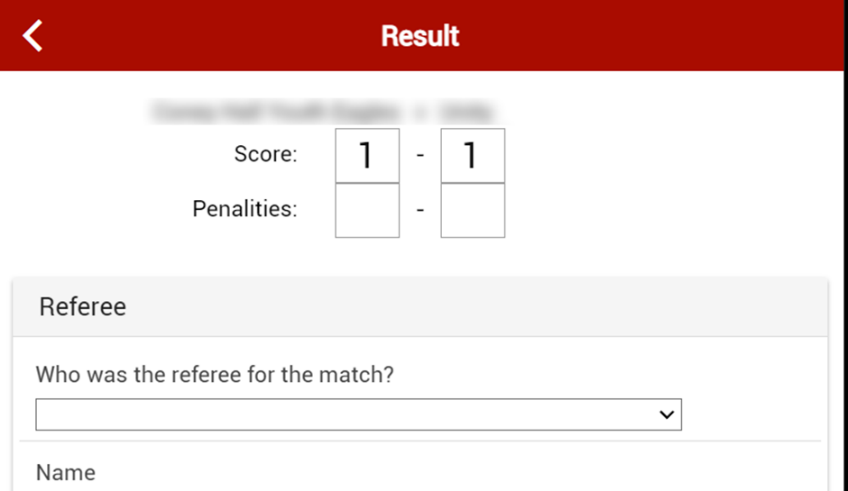 Result
Score: 1 - 1
Penalities: -
Referee
Who was the referee for the match?
Name